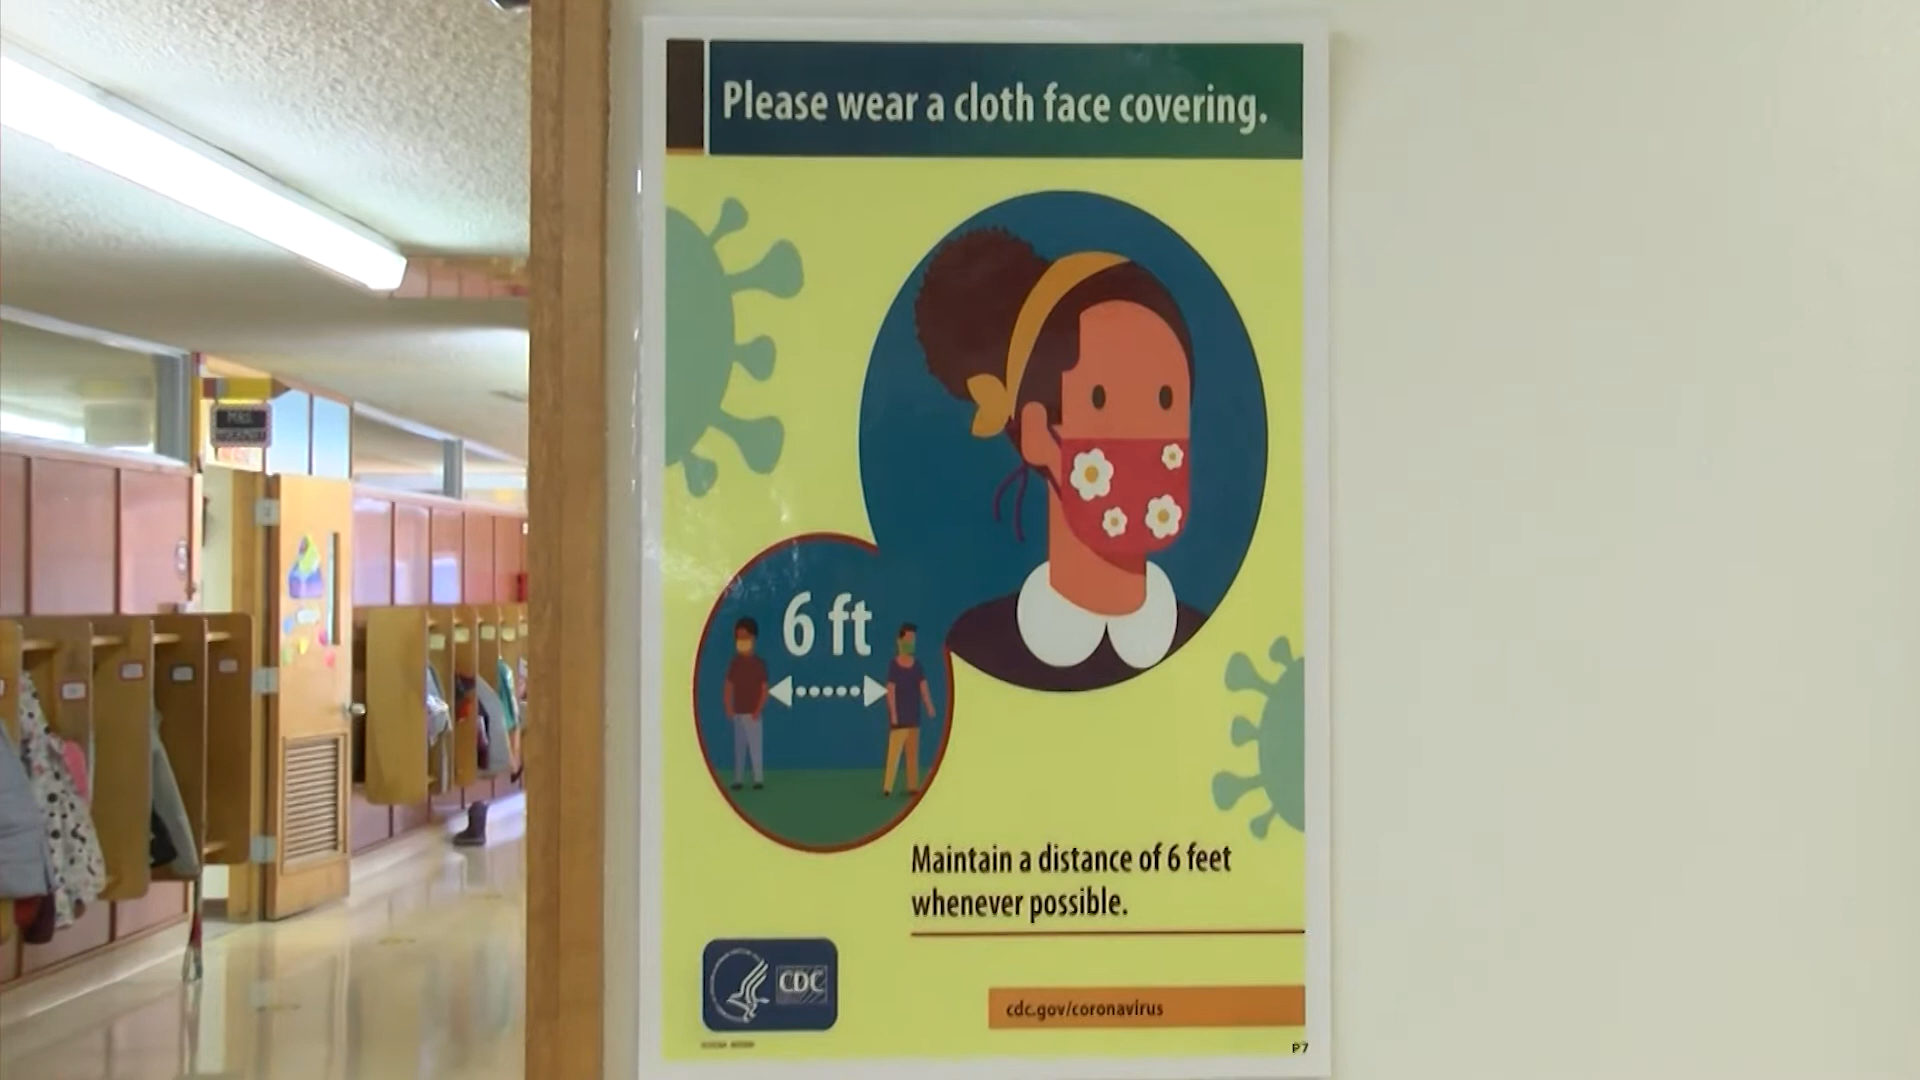 Please wear a cloth face covering.
6 ft
Maintain a distance of 6 feet
whenever possible.
CDC
cdc.gov/coronavirus
P7